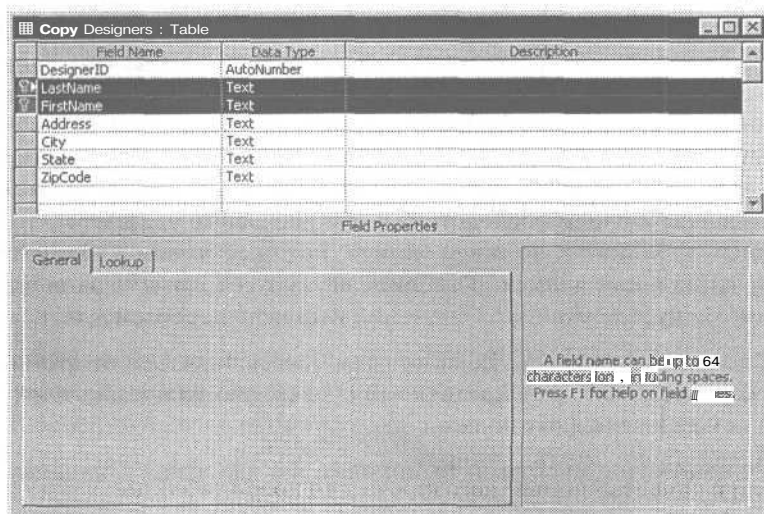 Copy Designers : Table
Field Name Data Type Description
DesignerID AutoNumber
LastName Text
FirstName Text
Address Text
City Text
State Text
ZipCode Text
Field Properties
General Lookup
A field name can be up to 64
characters spaces.
Press F1 for help on field